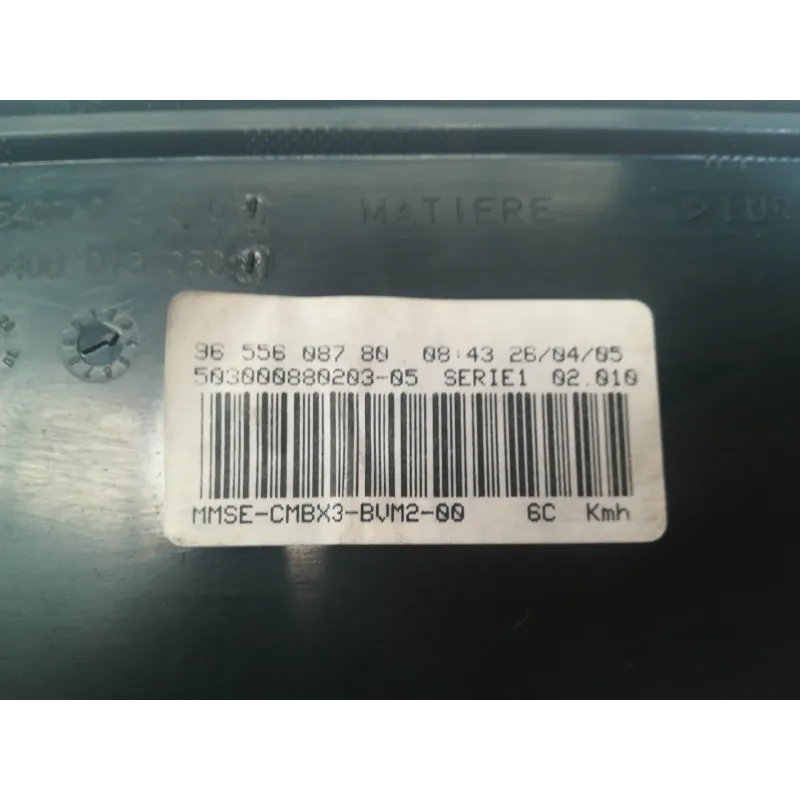 MATIERE
96 556 087 80 08:43 26/04/05
503000880203-05 SERIE1 02.010
MMSE-CMBX3-BVM2-00 6C Kmh